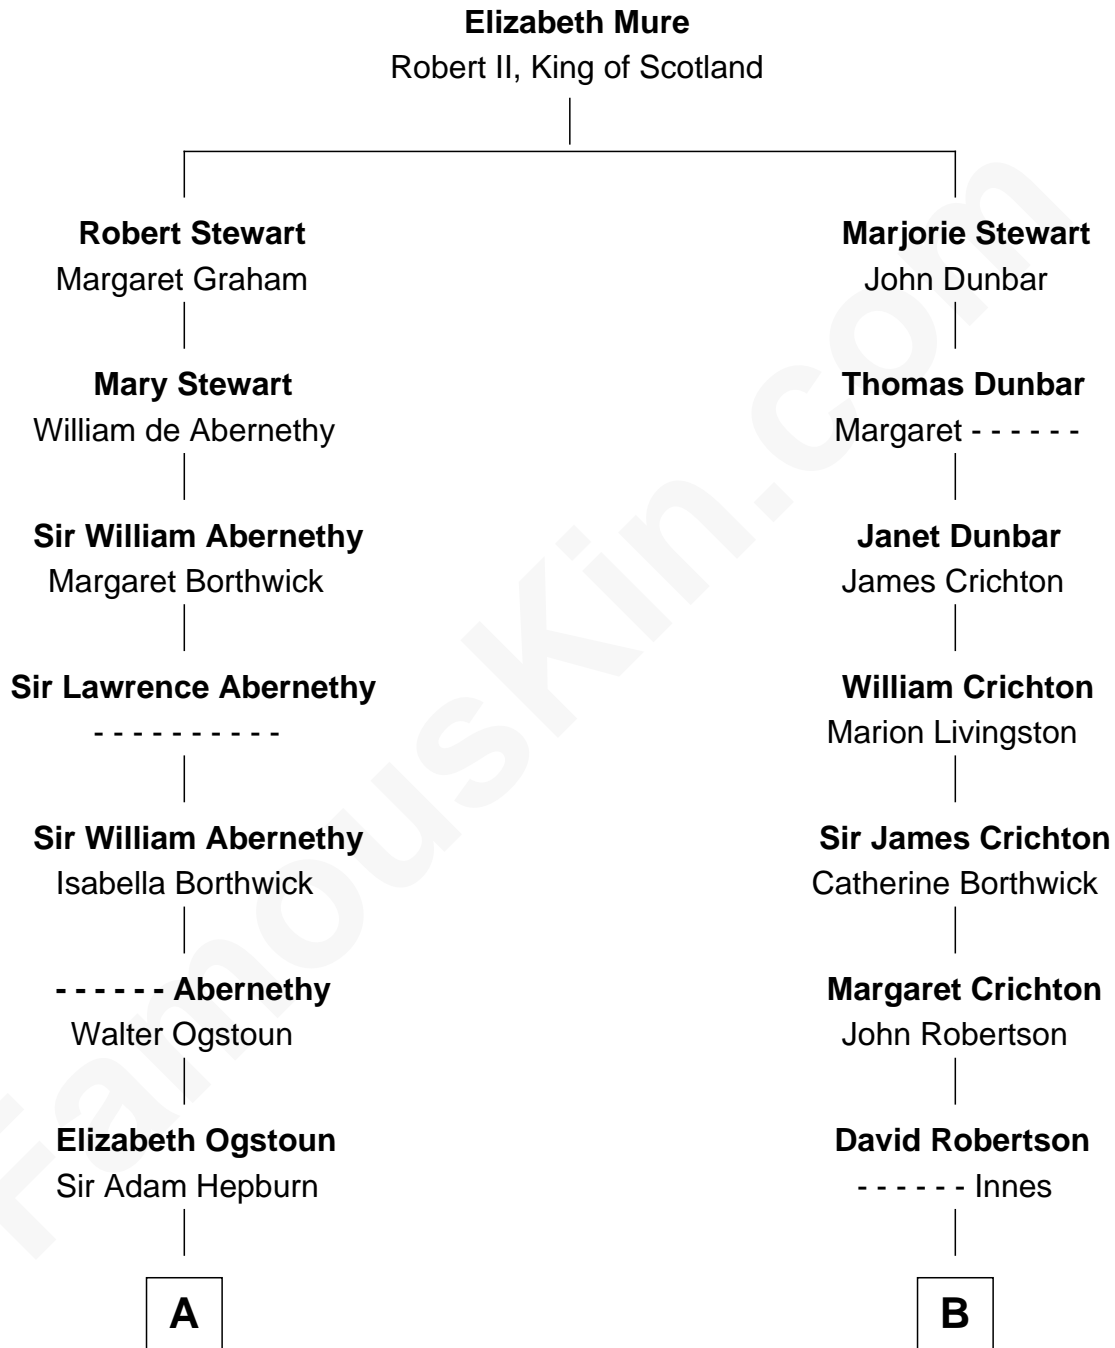 Elizabeth Mure
Robert II, King of Scotland
Robert Stewart
Margaret Graham
Marjorie Stewart
John Dunbar
Mary Stewart
William de Abernethy
Thomas Dunbar
Margaret - - - - - -
Sir William Abernethy
Margaret Borthwick
Janet Dunbar
James Crichton
Sir Lawrence Abernethy
- - - - - - - - - -
William Crichton
Marion Livingston
Sir William Abernethy
Isabella Borthwick
Sir James Crichton
Catherine Borthwick
- - - - - - Abernethy
Walter Ogstoun
Margaret Crichton
John Robertson
Elizabeth Ogstoun
Sir Adam Hepburn
David Robertson
- - - - - - Innes
A
B
FamousKin.com